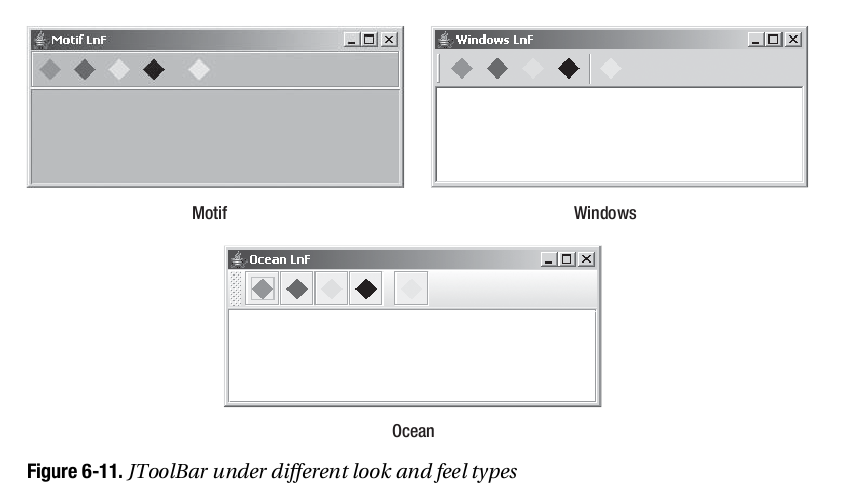 Motif LnF
Windows LnF
Motif
Windows
Ocean LnF
Ocean
Figure 6-11. JToolBar under different look and feel types